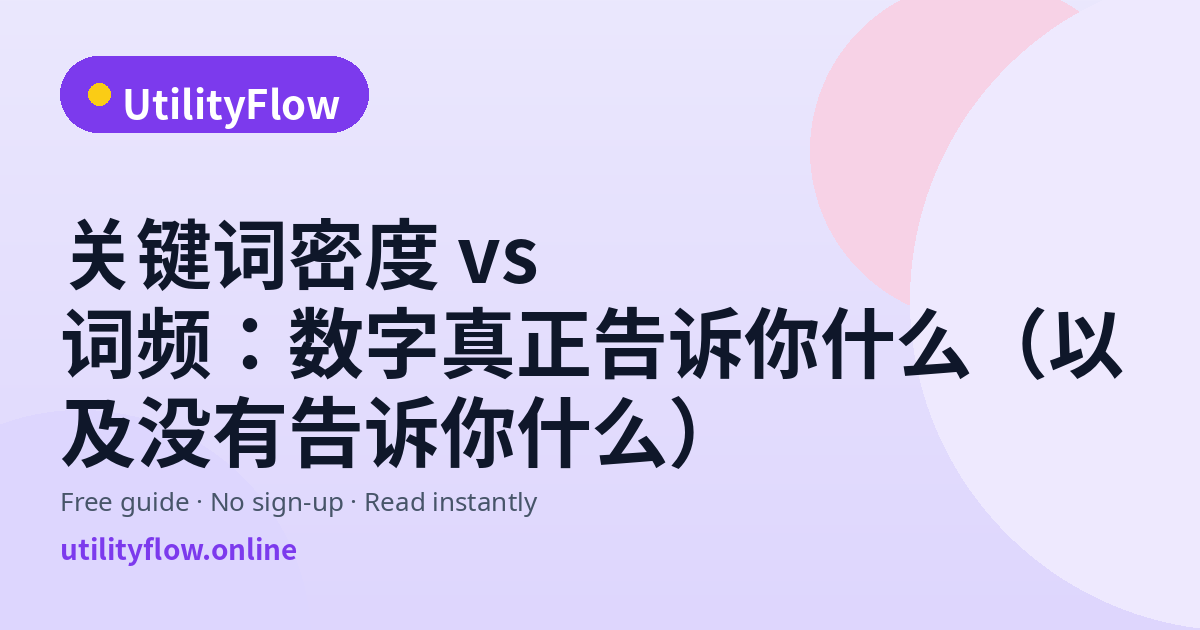 UtilityFlow
关键词密度 vs
词频：数字真正告诉你什么（以
及没有告诉你什么）
Free guide · No sign-up · Read instantly
utilityflow.online